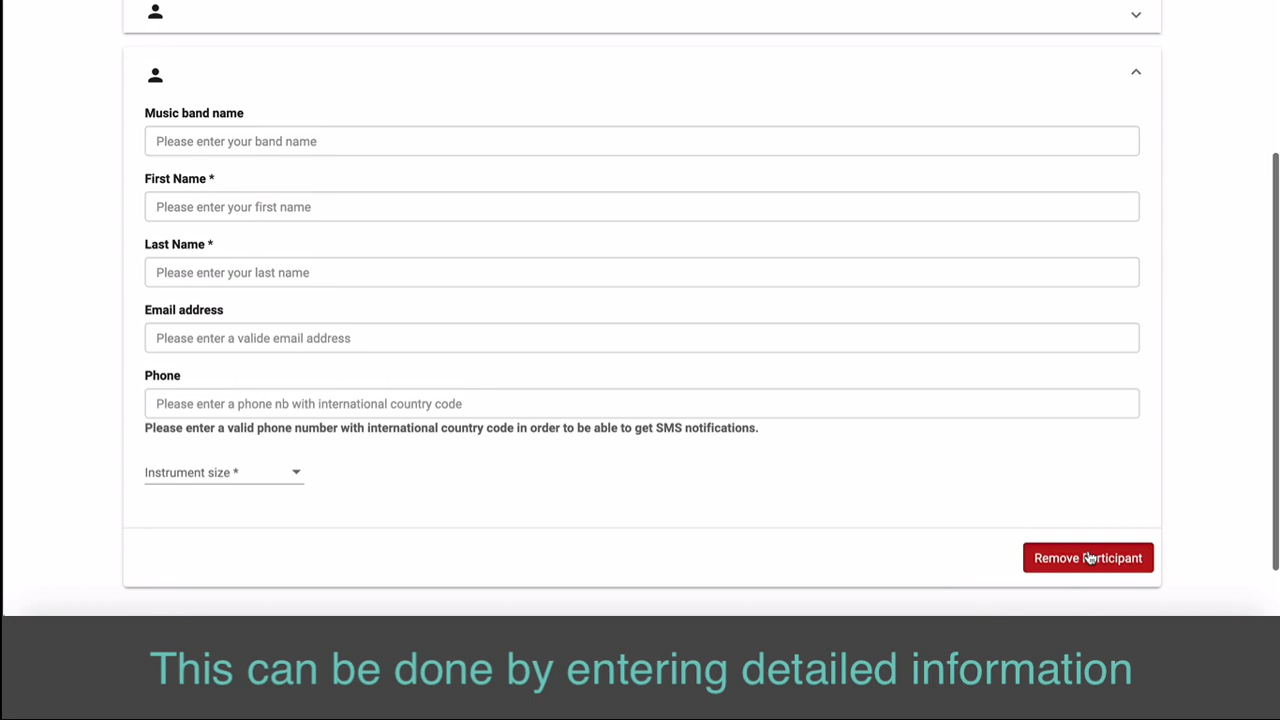 Music band name
Please enter your band name
First Name *
Please enter your first name
Last Name *
Please enter your last name
Email address
Please enter a valide email address
Phone
Please enter a phone nb with international country code
Please enter a valid phone number with international country code in order to be able to get SMS notifications.
Instrument size *
Remove Participant
This can be done by entering detailed information